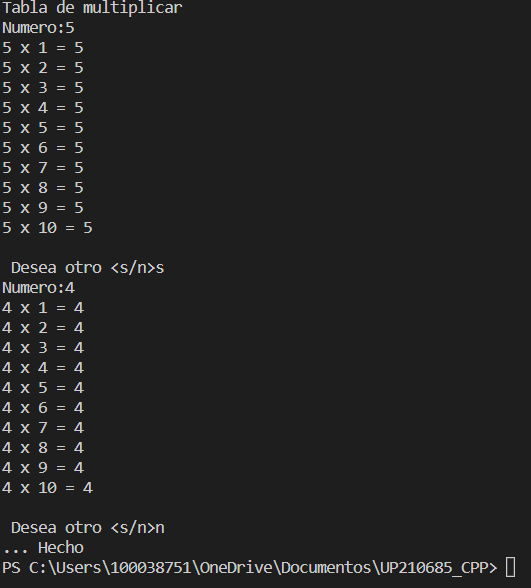 Tabla de multiplicar
Numero:5
5 x 1 = 5
5 x 2 = 5
5 x 3 = 5
5 x 4 = 5
5 x 5 = 5
5 x 6 = 5
5 x 7 = 5
5 x 8 = 5
5 x 9 = 5
5 x 10 = 5
Desea otro <s/n>s
Numero:4
4 x 1 = 4
4 x 2 = 4
4 x 3 = 4
4 x 4 = 4
4 x 5 = 4
4 x 6 = 4
4 x 7 = 4
4 x 8 = 4
4 x 9 = 4
4 x 10 = 4
Desea otro <s/n>n
... Hecho
PS C:\Users\100038751\OneDrive\Documentos\UP210685_CPP>